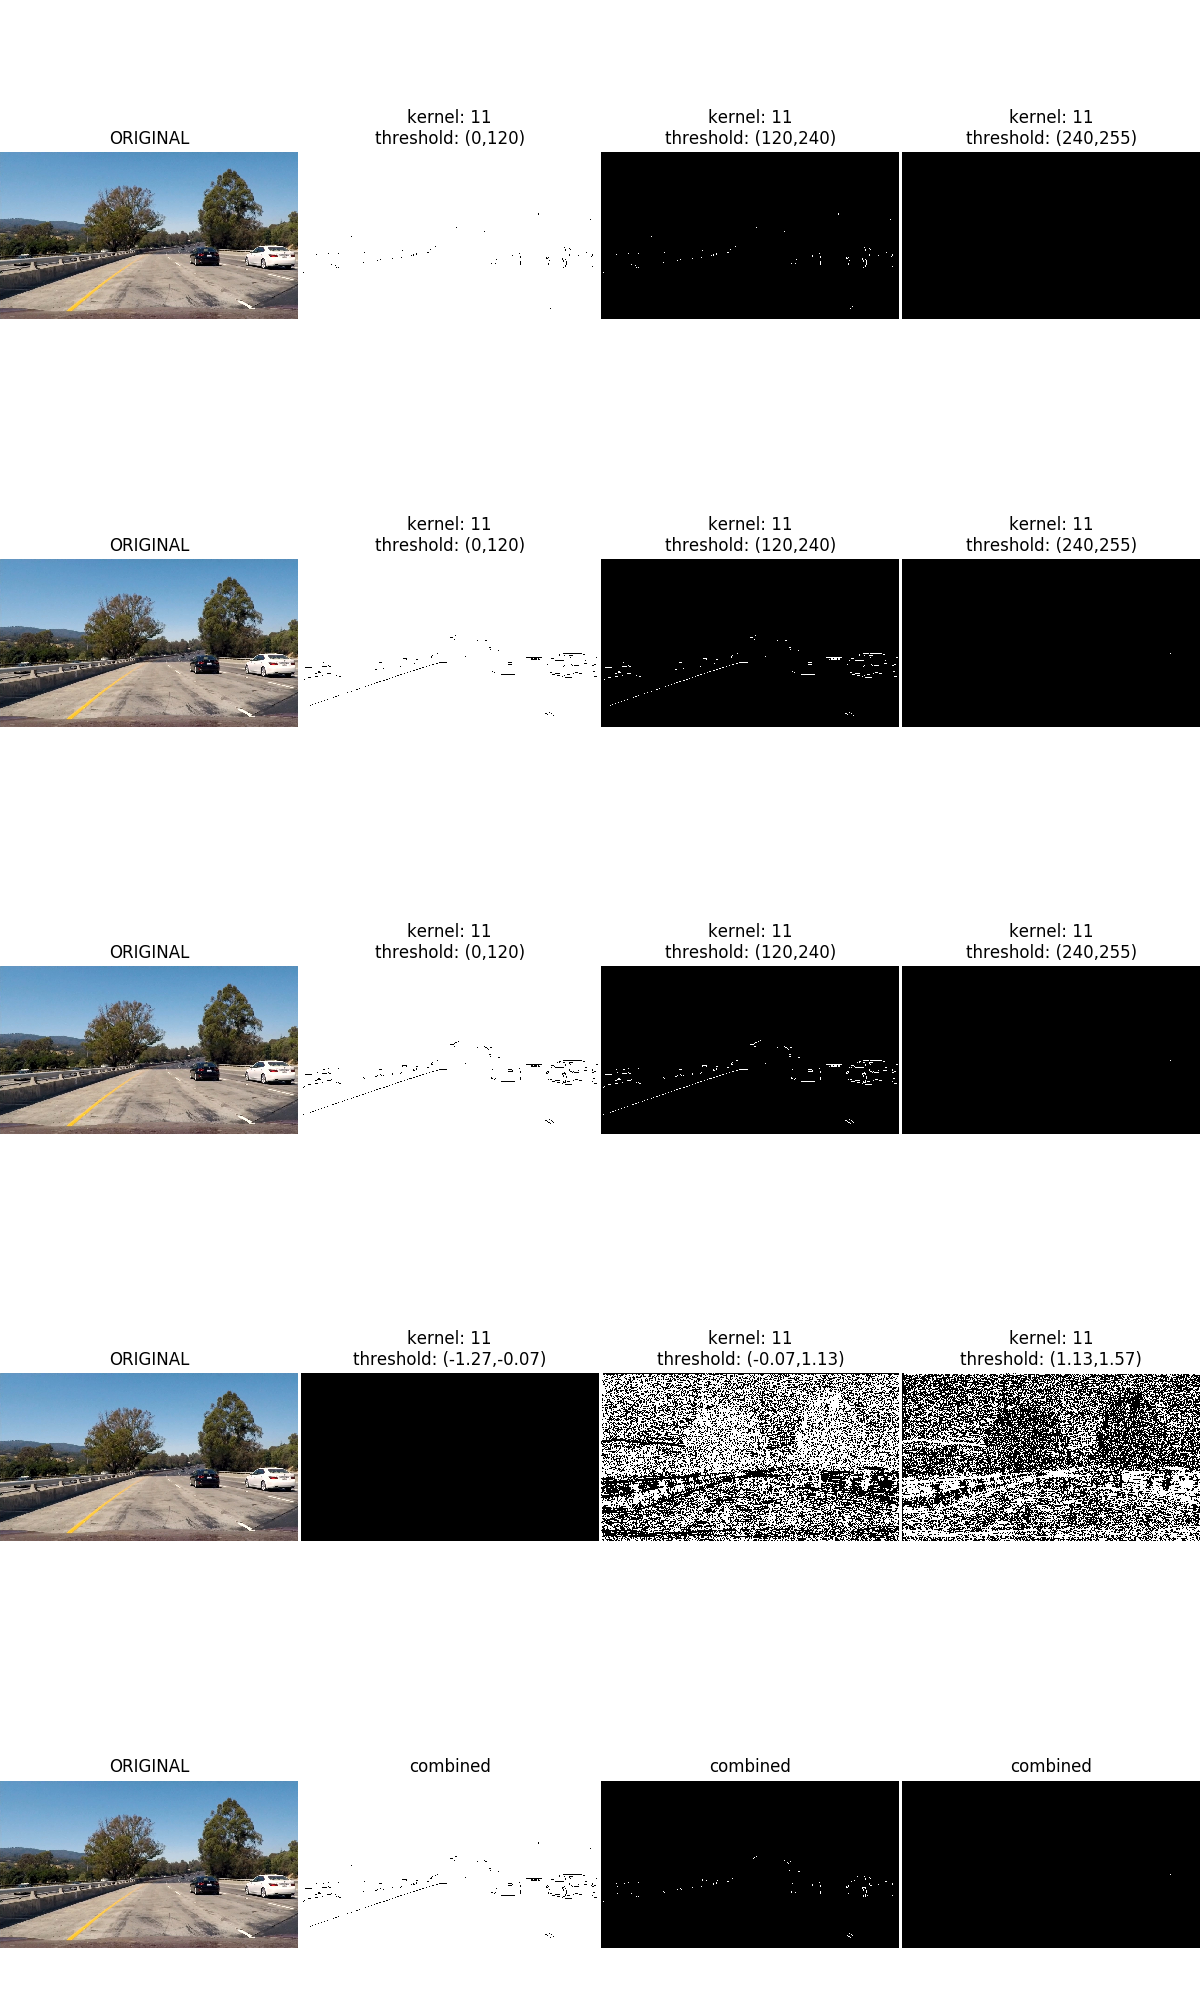 ORIGINAL
kernel: 11
threshold: (0,120)
kernel: 11
threshold: (120,240)
kernel: 11
threshold: (240,255)
ORIGINAL
kernel: 11
threshold: (0,120)
kernel: 11
threshold: (120,240)
kernel: 11
threshold: (240,255)
ORIGINAL
kernel: 11
threshold: (0,120)
kernel: 11
threshold: (120,240)
kernel: 11
threshold: (240,255)
ORIGINAL
kernel: 11
threshold: (-1.27,-0.07)
kernel: 11
threshold: (-0.07,1.13)
kernel: 11
threshold: (1.13,1.57)
ORIGINAL
combined
combined
combined